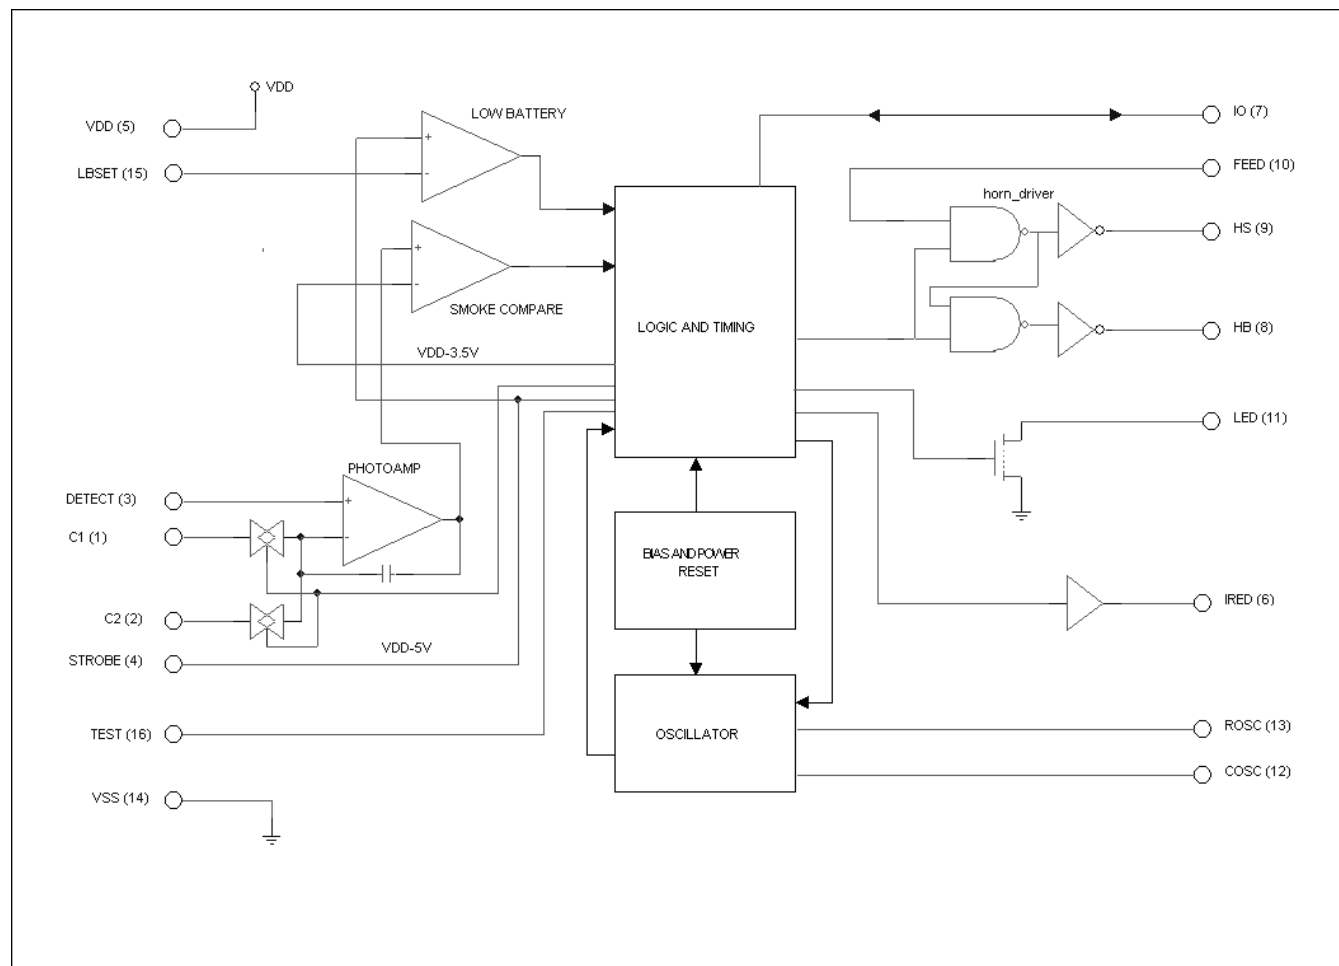 VDD
VDD (5)
LBSET (15)
LOW BATTERY
+
-
+
-
SMOKE COMPARE
VDD-3.5V
PHOTOAMP
DETECT (3)
+
C1 (1)
-
C2 (2)
VDD-5V
STROBE (4)
TEST (16)
VSS (14)
LOGIC AND TIMING
BIAS AND POWER
RESET
OSCILLATOR
IO (7)
FEED (10)
horn_driver
HS (9)
HB (8)
LED (11)
IRED (6)
ROSC (13)
COSC (12)